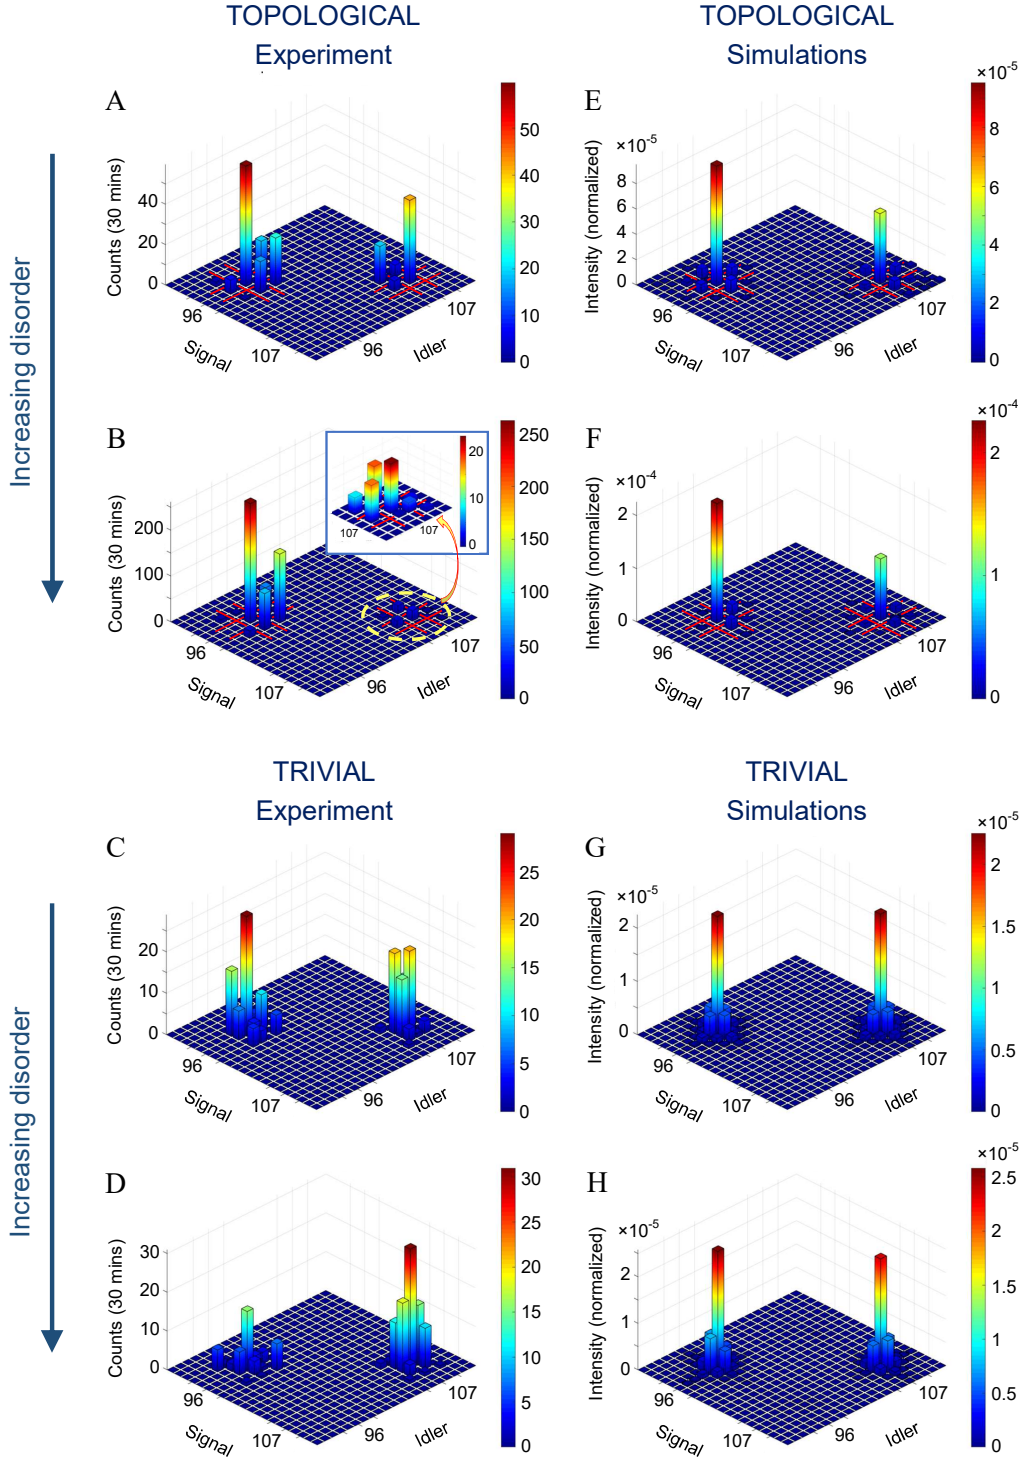 TOPOLOGICAL
Experiment
TOPOLOGICAL
Simulations
Increasing disorder
A
Counts (30 mins)
40
20
0
96
107
Signal
96
107
Idler
50
40
30
20
10
0
E
Intensity (normalized)
×10⁻⁵
8
6
4
2
0
96
107
Signal
96
107
Idler
×10⁻⁵
8
6
4
2
0
B
Counts (30 mins)
200
100
0
96
107
Signal
96
107
Idler
107
107
20
10
0
250
200
150
100
50
0
F
Intensity (normalized)
×10⁻⁴
2
1
0
96
107
Signal
96
107
Idler
×10⁻⁴
2
1
0
TRIVIAL
Experiment
TRIVIAL
Simulations
Increasing disorder
C
Counts (30 mins)
20
10
0
96
107
Signal
96
107
Idler
25
20
15
10
5
0
G
Intensity (normalized)
×10⁻⁵
2
1
0
96
107
Signal
96
107
Idler
×10⁻⁵
2
1.5
1
0.5
0
D
Counts (30 mins)
30
20
10
0
96
107
Signal
96
107
Idler
30
25
20
15
10
5
0
H
Intensity (normalized)
×10⁻⁵
2
1
0
96
107
Signal
96
107
Idler
×10⁻⁵
2.5
2
1.5
1
0.5
0